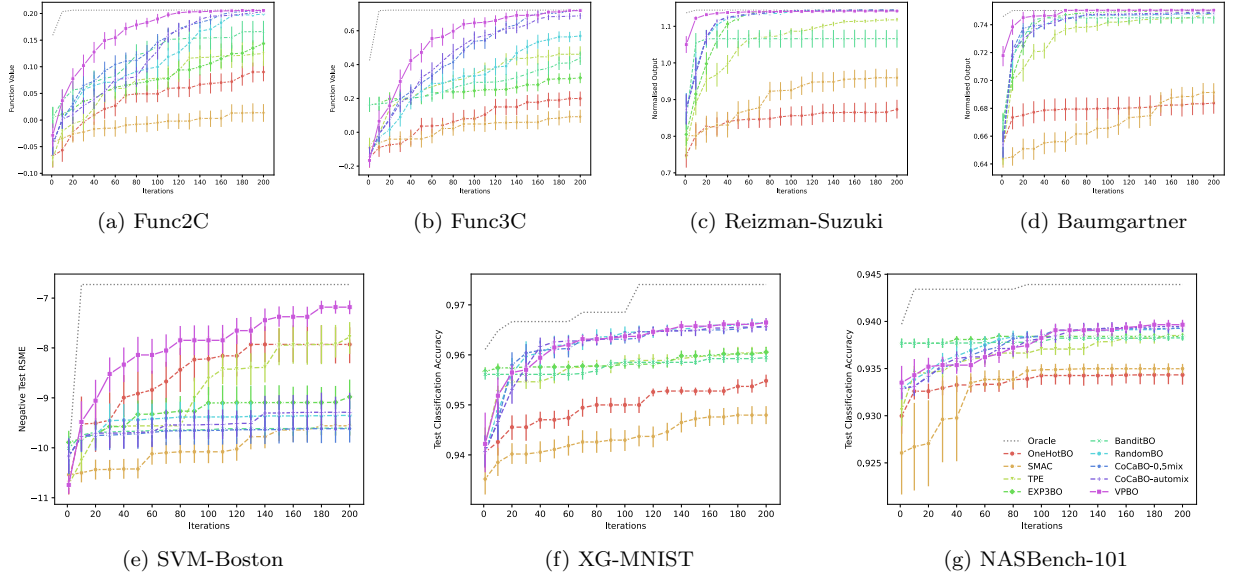 0.20
0.15
0.10
0.05
0.00
−0.05
−0.10
Function Value
0 20 40 60 80 100 120 140 160 180 200
Iterations
(a) Func2C
0.6
0.4
0.2
0.0
−0.2
Function Value
0 20 40 60 80 100 120 140 160 180 200
Iterations
(b) Func3C
1.1
1.0
0.9
0.8
0.7
Normalised Output
0 20 40 60 80 100 120 140 160 180 200
Iterations
(c) Reizman-Suzuki
0.74
0.72
0.70
0.68
0.66
0.64
Normalised Output
0 20 40 60 80 100 120 140 160 180 200
Iterations
(d) Baumgartner
−7
−8
−9
−10
−11
Negative Test RSME
0 20 40 60 80 100 120 140 160 180 200
Iterations
(e) SVM-Boston
0,97
0,96
0,95
0,94
Test Classification Accuracy
0 20 40 60 80 100 120 140 160 180 200
Iterations
(f) XG-MNIST
0,945
0,940
0,935
0,930
0,925
Test Classification Accuracy
Oracle
OneHotBO
SMAC
TPE
EXP3BO
BanditBO
RandomBO
CoCaBO-0,5mix
CoCaBO-automix
VPBO
0 20 40 60 80 100 120 140 160 180 200
Iterations
(g) NASBench-101